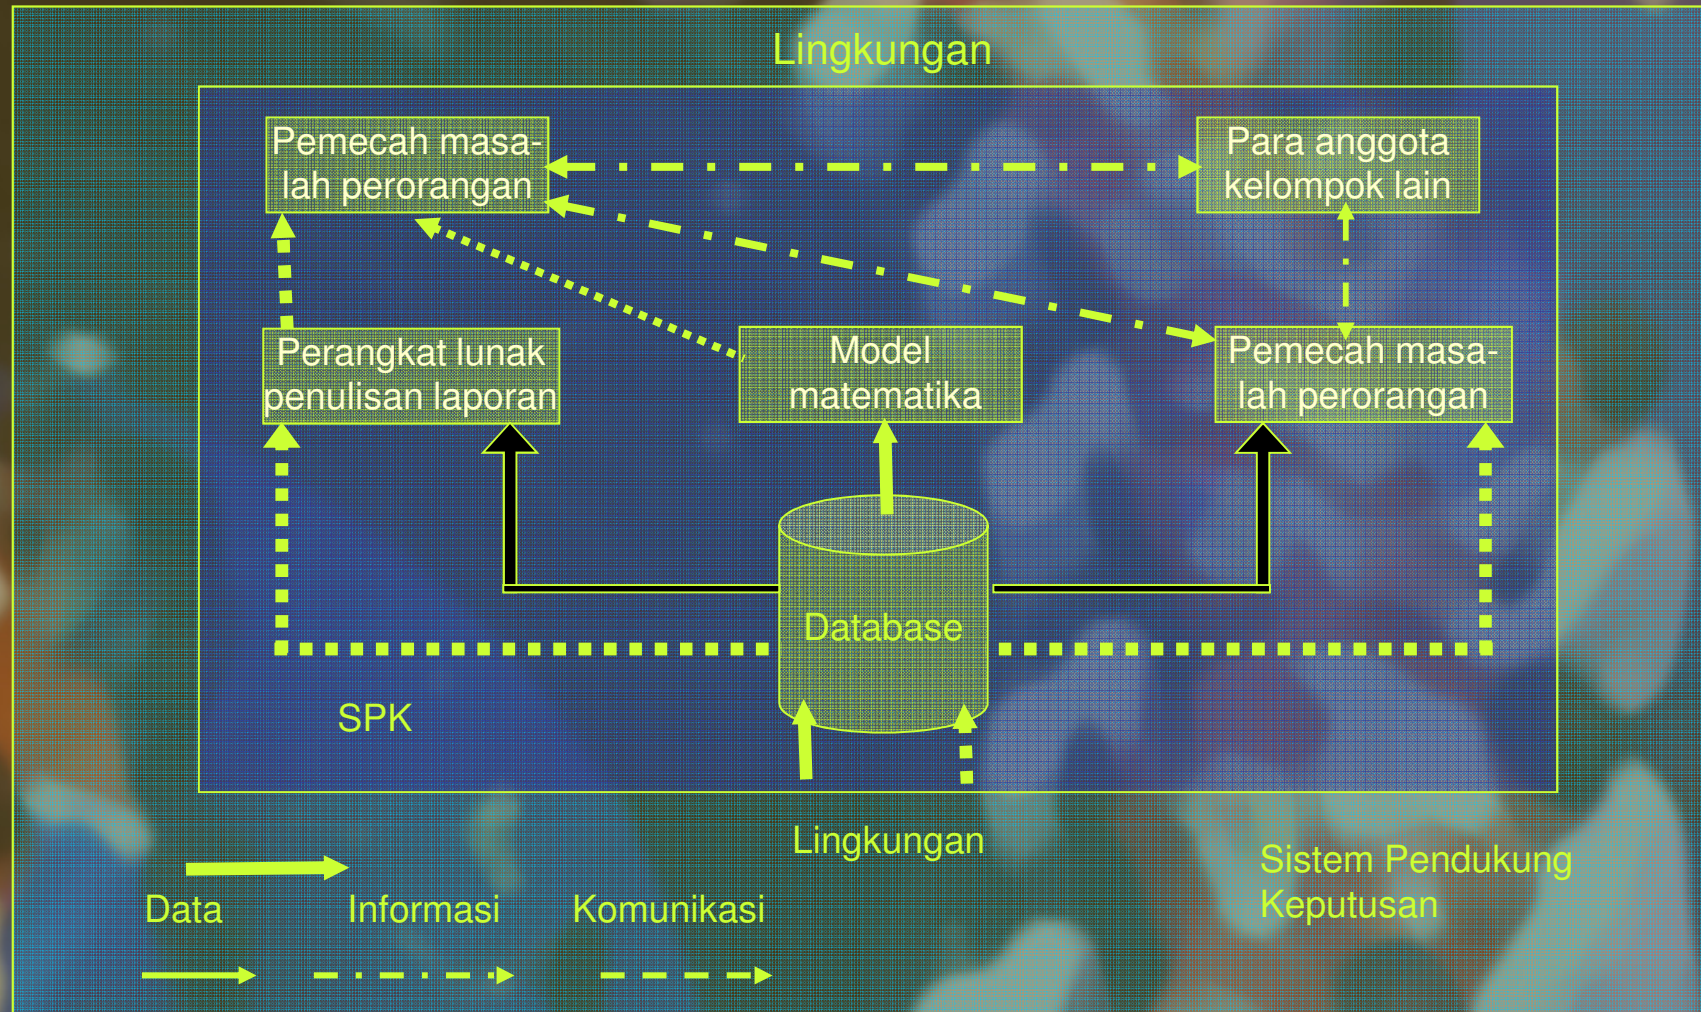 Lingkungan
Pemecah masa-
lah perorangan
Para anggota
kelompok lain
Perangkat lunak
penulisan laporan
Model
matematika
Pemecah masa-
lah perorangan
Database
SPK
Lingkungan
Sistem Pendukung
Keputusan
Data Informasi Komunikasi